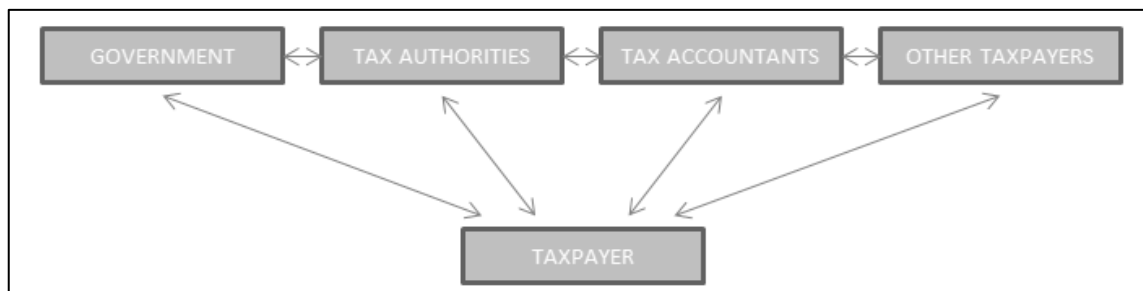 GOVERNMENT
TAX AUTHORITIES
TAX ACCOUNTANTS
OTHER TAXPAYERS
TAXPAYER